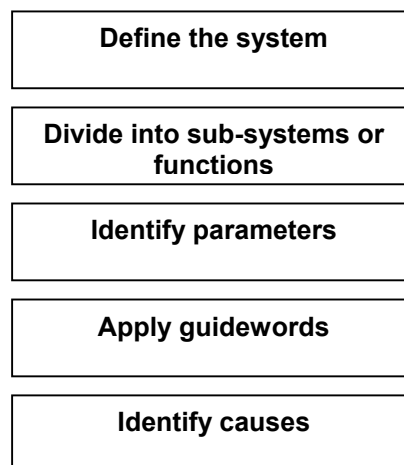 Define the system
Divide into sub-systems or
functions
Identify parameters
Apply guidewords
Identify causes